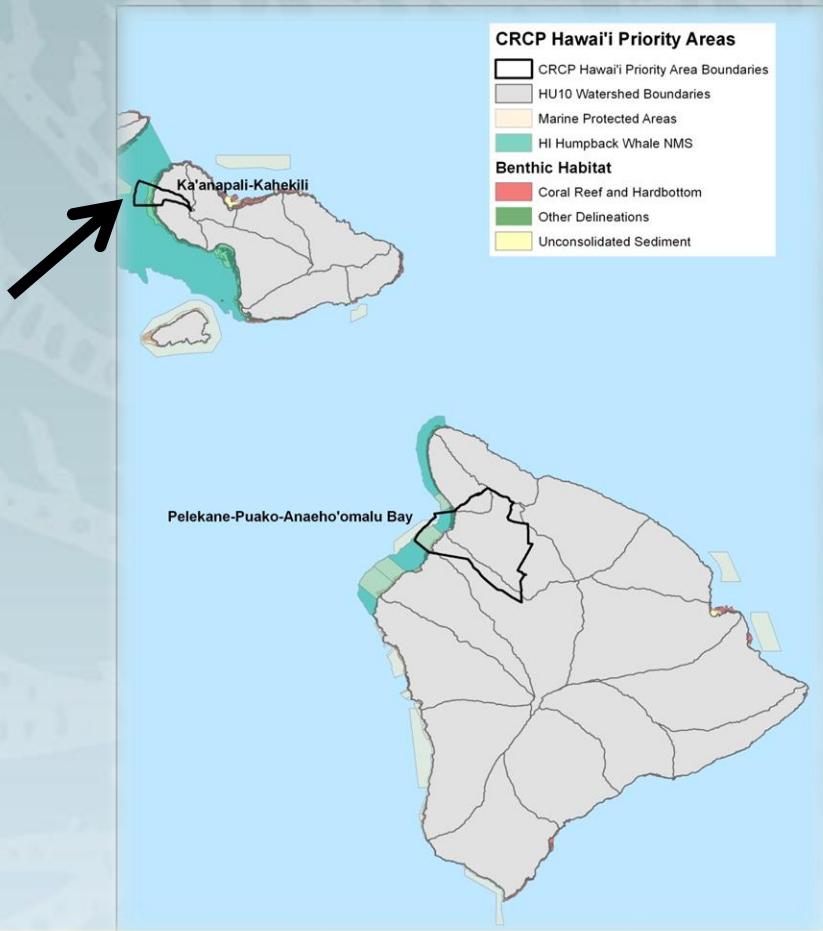 CRCP Hawai'i Priority Areas
CRCP Hawai'i Priority Area Boundaries
HU10 Watershed Boundaries
Marine Protected Areas
HI Humpback Whale NMS
Benthic Habitat
Coral Reef and Hardbottom
Other Delineations
Unconsolidated Sediment
Ka'anapali-Kahekili
Pelekane-Puako-Anaeho'omalu Bay